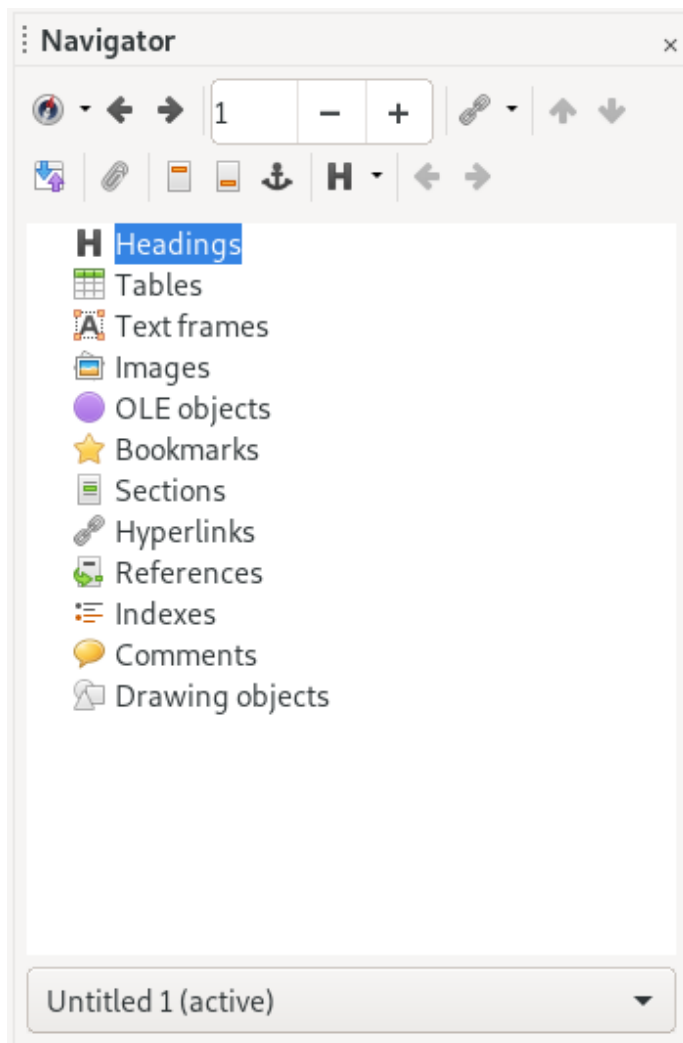 Navigator
1
Headings
Tables
Text frames
Images
OLE objects
Bookmarks
Sections
Hyperlinks
References
Indexes
Comments
Drawing objects
Untitled 1 (active)